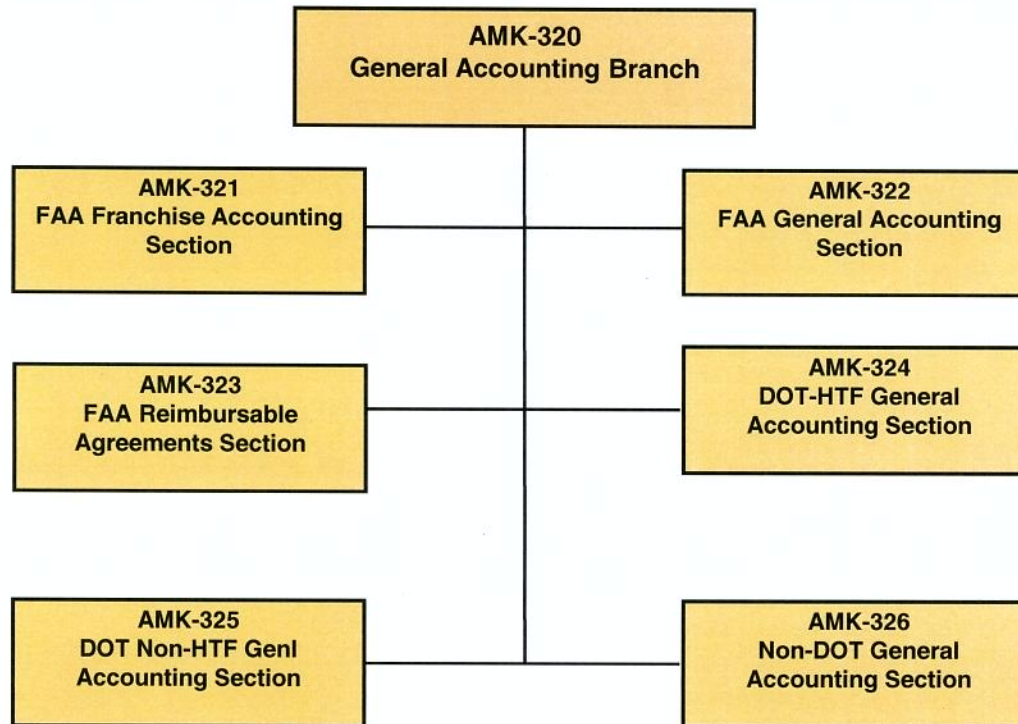 AMK-320
General Accounting Branch
AMK-321
FAA Franchise Accounting
Section
AMK-322
FAA General Accounting
Section
AMK-323
FAA Reimbursable
Agreements Section
AMK-324
DOT-HTF General
Accounting Section
AMK-325
DOT Non-HTF Genl
Accounting Section
AMK-326
Non-DOT General
Accounting Section